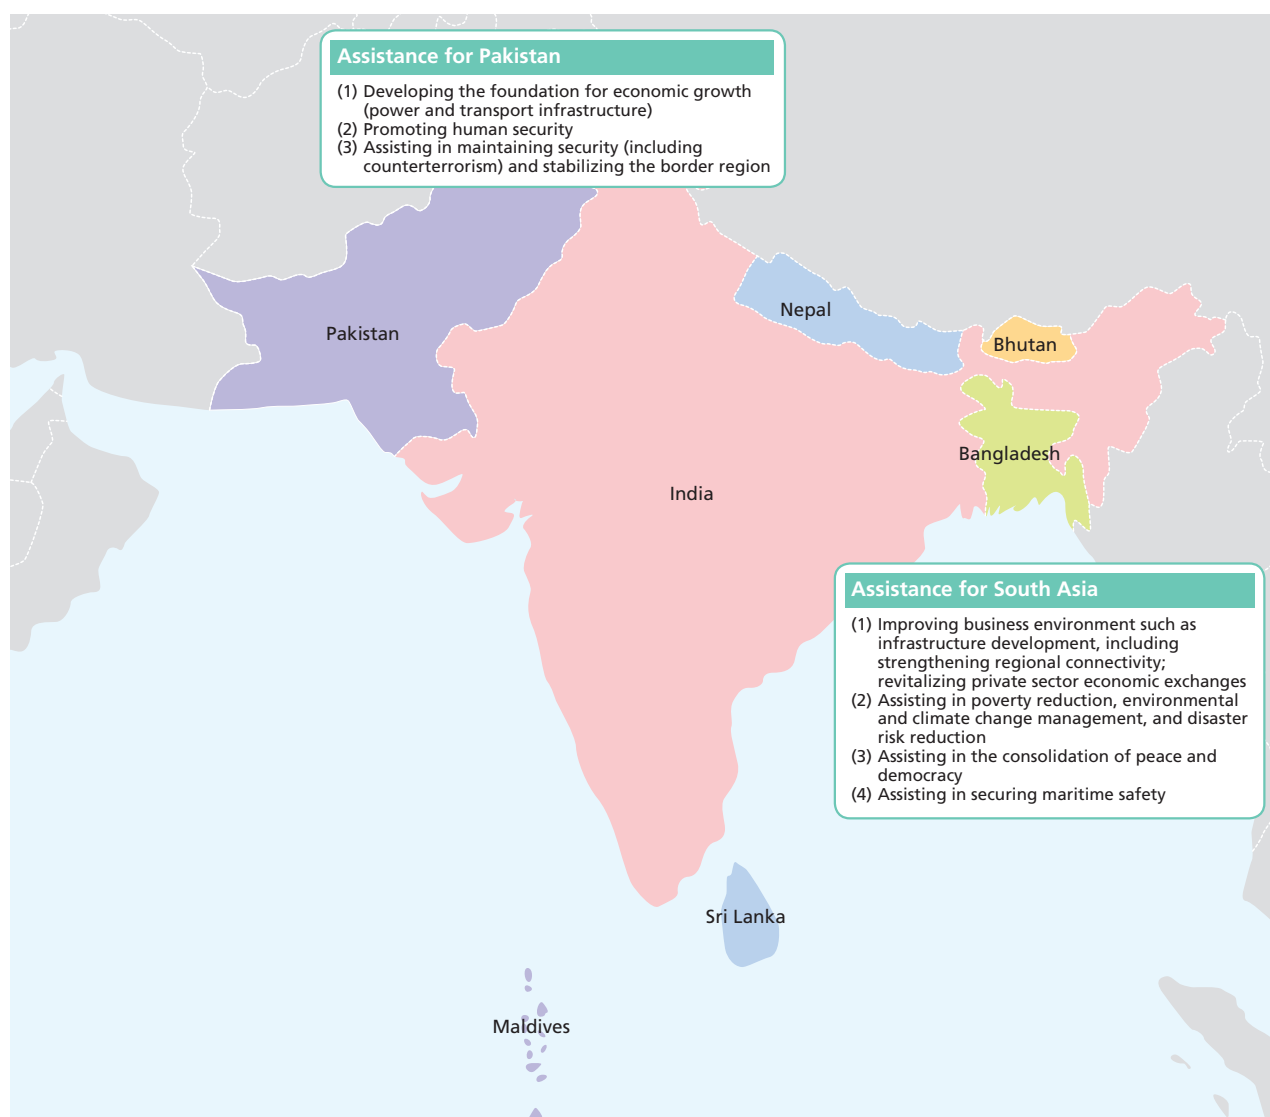 Assistance for Pakistan
(1) Developing the foundation for economic growth
(power and transport infrastructure)
(2) Promoting human security
(3) Assisting in maintaining security (including
counterterrorism) and stabilizing the border region
Pakistan
Nepal
Bhutan
Bangladesh
India
Assistance for South Asia
(1) Improving business environment such as
infrastructure development, including
strengthening regional connectivity;
revitalizing private sector economic exchanges
(2) Assisting in poverty reduction, environmental
and climate change management, and disaster
risk reduction
(3) Assisting in the consolidation of peace and
democracy
(4) Assisting in securing maritime safety
Sri Lanka
Maldives